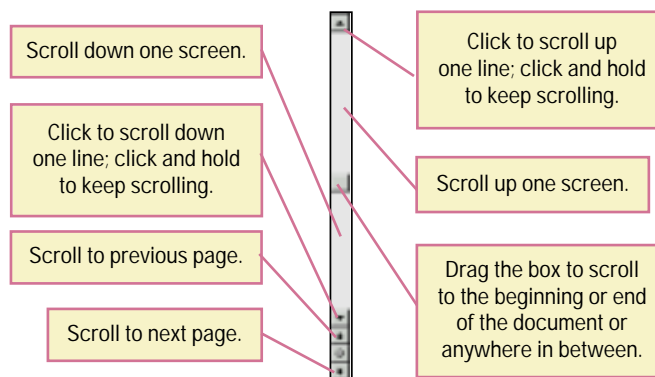 Scroll down one screen.
Click to scroll down
one line; click and hold
to keep scrolling.
Scroll to previous page.
Scroll to next page.
Click to scroll up
one line; click and hold
to keep scrolling.
Scroll up one screen.
Drag the box to scroll
to the beginning or end
of the document or
anywhere in between.